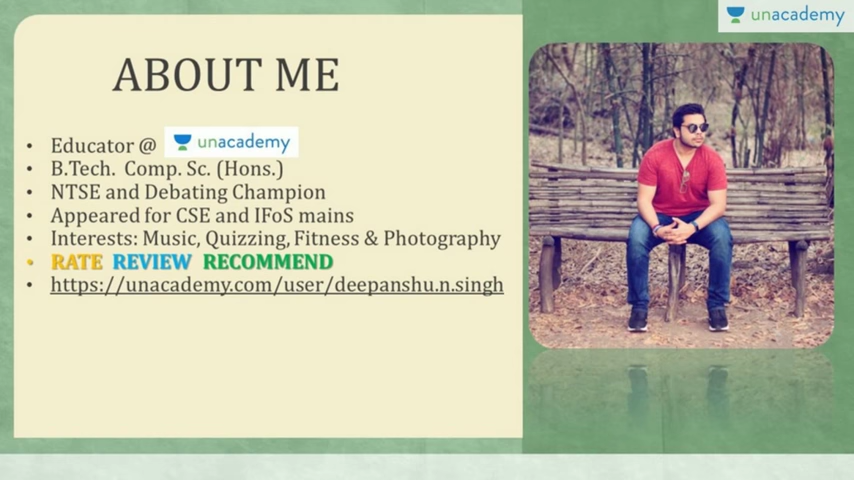 unacademy
ABOUT ME
• Educator @ unacademy
• B.Tech. Comp. Sc. (Hons.)
• NTSE and Debating Champion
• Appeared for CSE and IFoS mains
• Interests: Music, Quizzing, Fitness & Photography
• RATE REVIEW RECOMMEND
• https://unacademy.com/user/deepanshu.n.singh